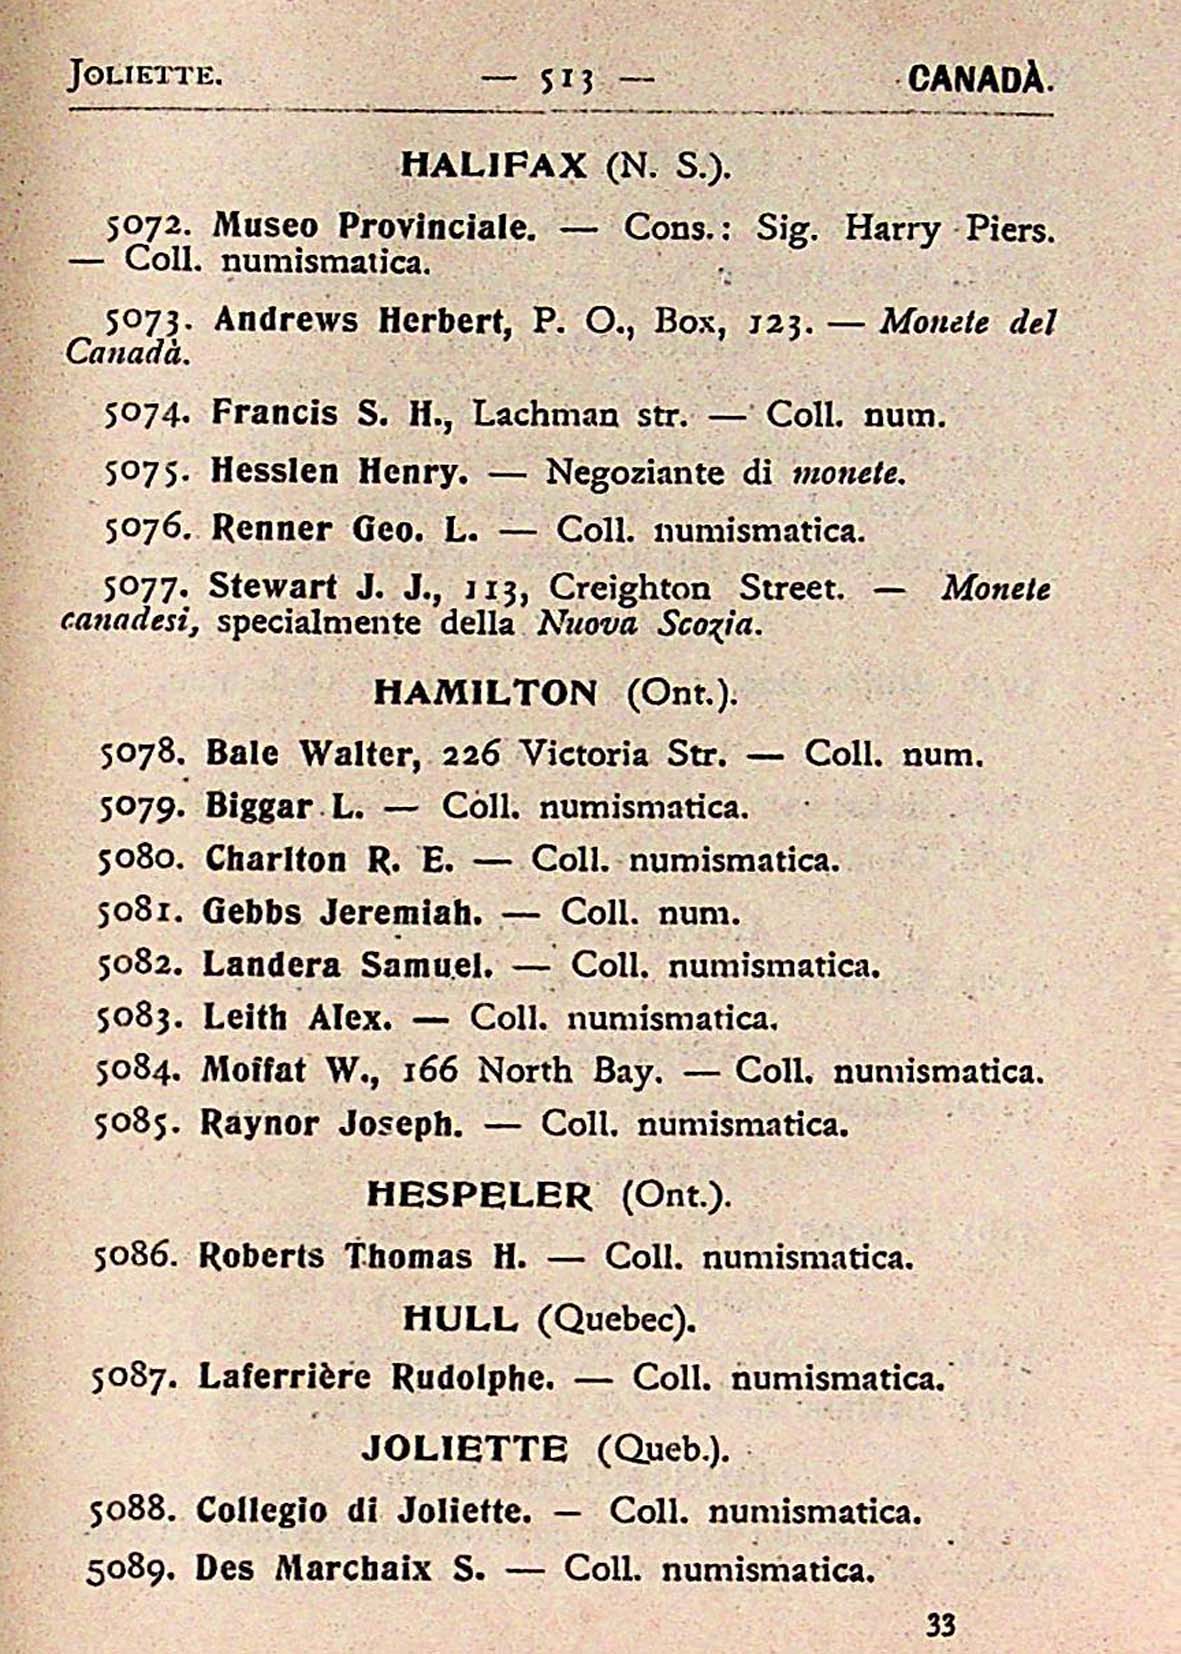 JOLIETTE. — 513 — CANADÀ.
HALIFAX (N. S.).
5072. Museo Provinciale. — Cons.: Sig. Harry Piers.
— Coll. numismatica.
5073. Andrews Herbert, P. O., Box, 123. — Monete del
Canadà.
5074. Francis S. H., Lachman str. — Coll. num.
5075. Hesslen Henry. — Negoziante di monete.
5076. Renner Geo. L. — Coll. numismatica.
5077. Stewart J. J., 113, Creighton Street. — Monete
canadesi, specialmente della Nuova Scozia.
HAMILTON (Ont.).
5078. Bale Walter, 226 Victoria Str. — Coll. num.
5079. Biggar L. — Coll. numismatica.
5080. Charlton R. E. — Coll. numismatica.
5081. Gebbs Jeremiah. — Coll. num.
5082. Landera Samuel. — Coll. numismatica.
5083. Leith Alex. — Coll. numismatica.
5084. Moffat W., 166 North Bay. — Coll. numismatica.
5085. Raynor Joseph. — Coll. numismatica.
HESPELER (Ont.).
5086. Roberts Thomas H. — Coll. numismatica.
HULL (Quebec).
5087. Laferrière Rudolphe. — Coll. numismatica.
JOLIETTE (Queb.).
5088. Collegio di Joliette. — Coll. numismatica.
5089. Des Marchaix S. — Coll. numismatica.
33